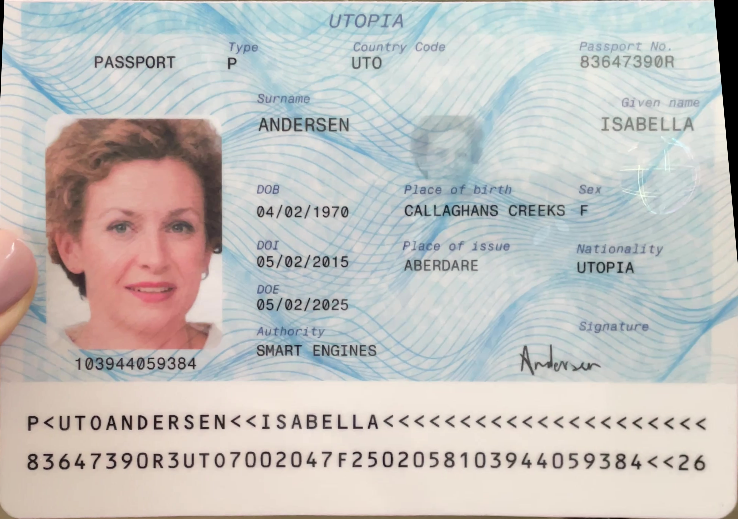 UTOPIA
Type Country Code Passport No.
PASSPORT P UTO 83647390R
Surname Given name
ANDERSEN ISABELLA
DOB Place of birth Sex
04/02/1970 CALLAGHANS CREEKS F
DOI Place of issue Nationality
05/02/2015 ABERDARE UTOPIA
DOE
05/02/2025
Authority Signature
SMART ENGINES Andersen
103944059384
P<UTOANDERSEN<<ISABELLA<<<<<<<<<<<<<<<<<<<<<
83647390R3UTO7002047F2502058103944059384<<26